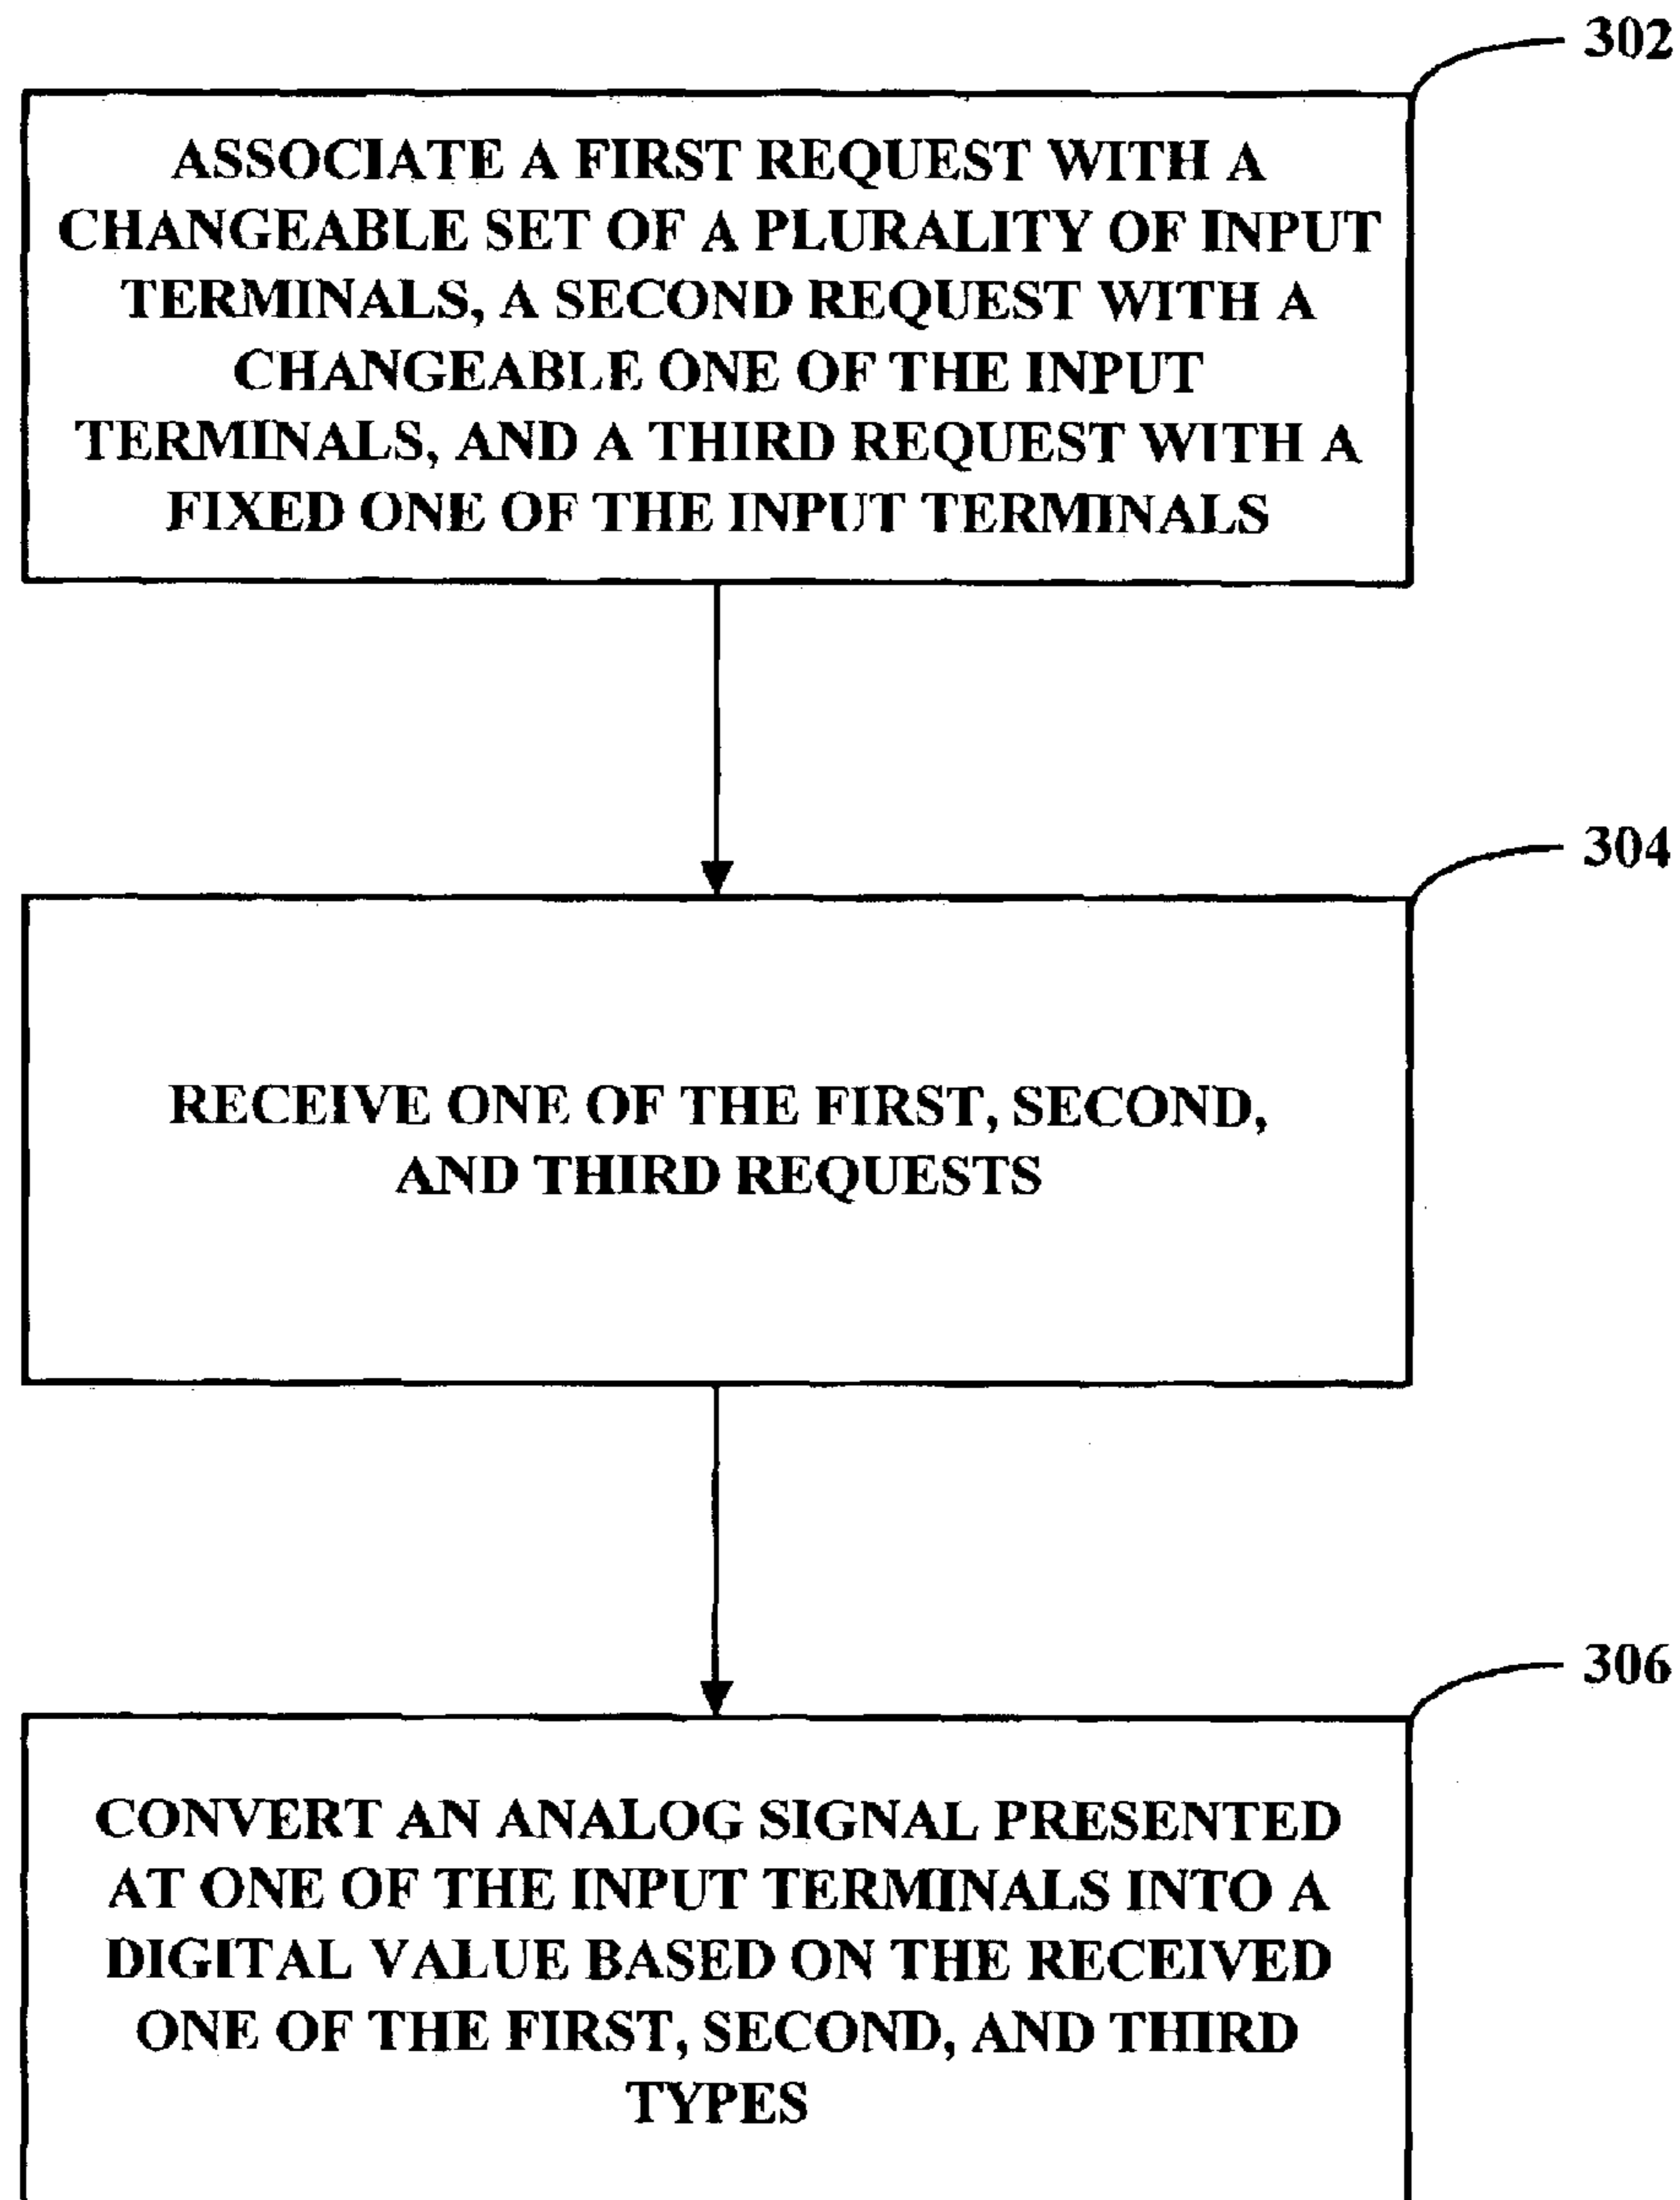 302
ASSOCIATE A FIRST REQUEST WITH A
CHANGEABLE SET OF A PLURALITY OF INPUT
TERMINALS, A SECOND REQUEST WITH A
CHANGEABLE ONE OF THE INPUT
TERMINALS, AND A THIRD REQUEST WITH A
FIXED ONE OF THE INPUT TERMINALS
304
RECEIVE ONE OF THE FIRST, SECOND,
AND THIRD REQUESTS
306
CONVERT AN ANALOG SIGNAL PRESENTED
AT ONE OF THE INPUT TERMINALS INTO A
DIGITAL VALUE BASED ON THE RECEIVED
ONE OF THE FIRST, SECOND, AND THIRD
TYPES